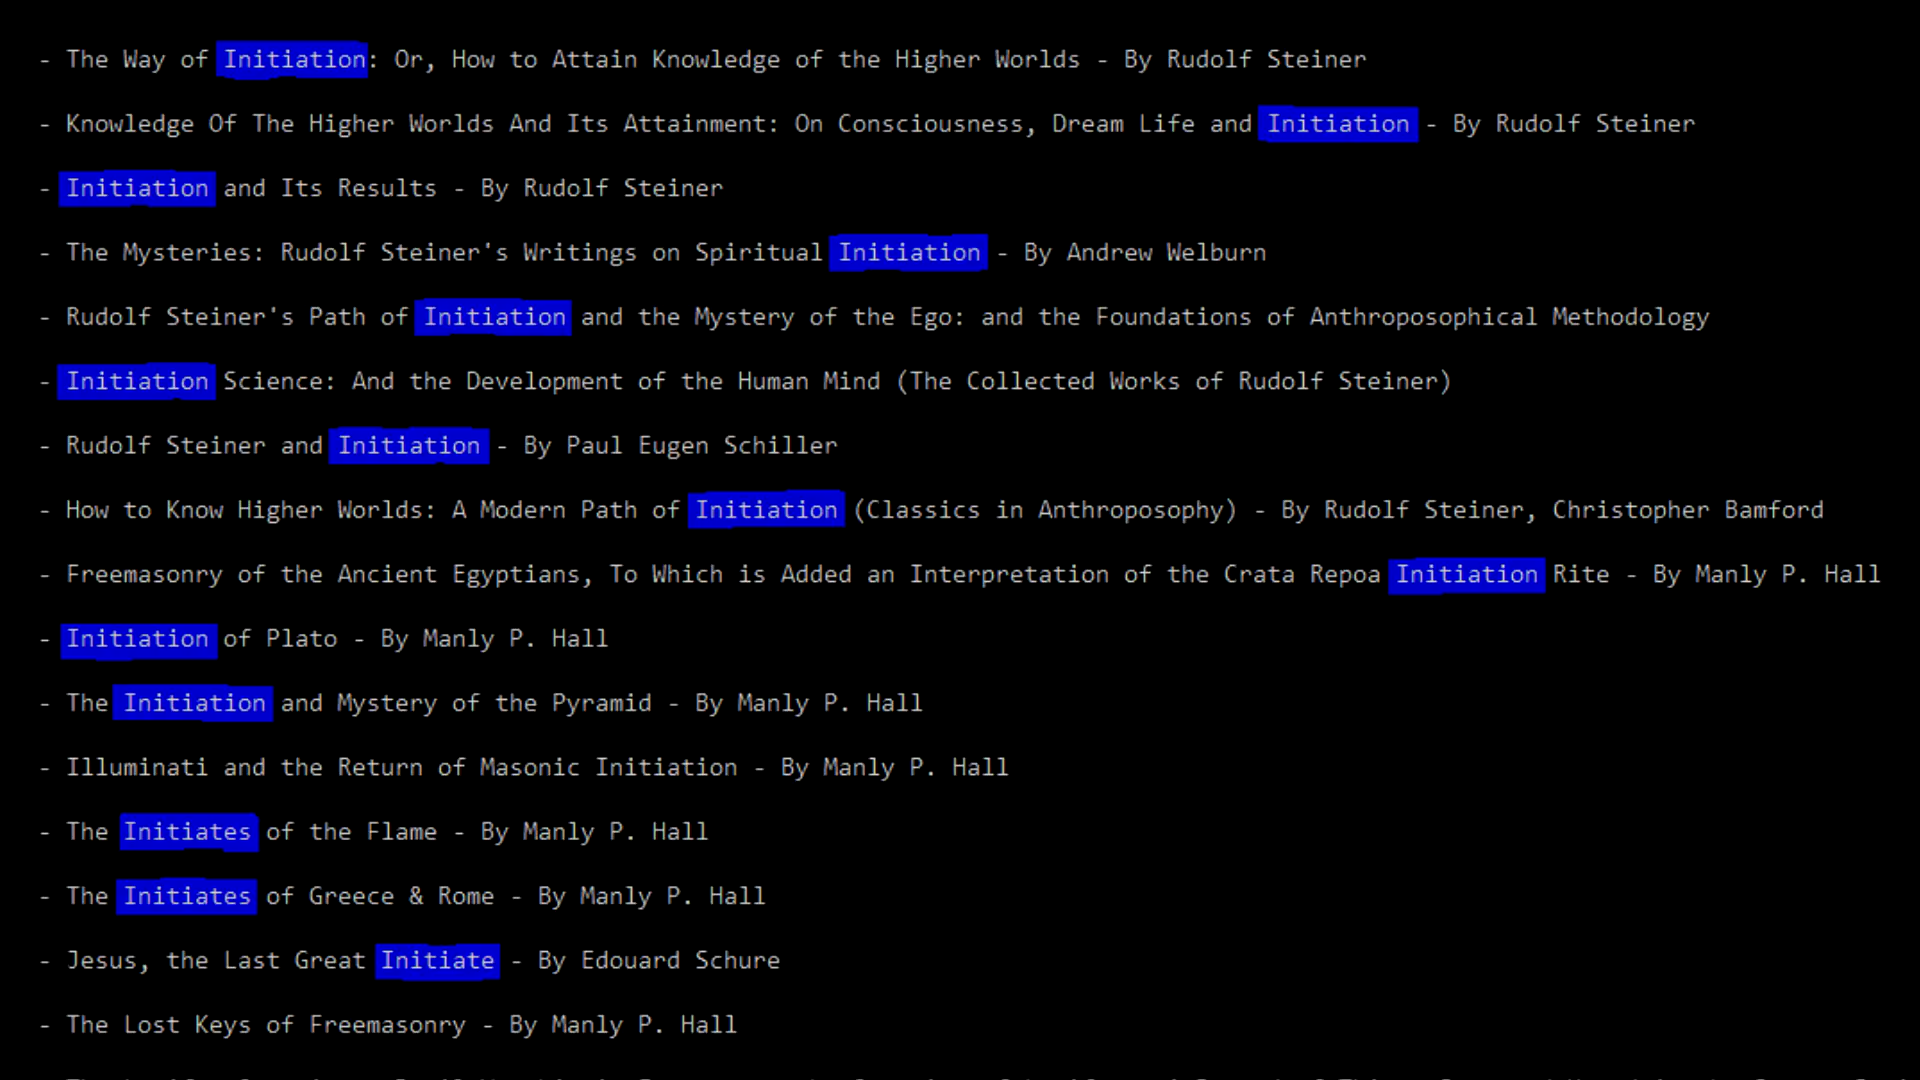 - The Way of Initiation: Or, How to Attain Knowledge of the Higher Worlds - By Rudolf Steiner
- Knowledge Of The Higher Worlds And Its Attainment: On Consciousness, Dream Life and Initiation - By Rudolf Steiner
- Initiation and Its Results - By Rudolf Steiner
- The Mysteries: Rudolf Steiner's Writings on Spiritual Initiation - By Andrew Welburn
- Rudolf Steiner's Path of Initiation and the Mystery of the Ego: and the Foundations of Anthroposophical Methodology
- Initiation Science: And the Development of the Human Mind (The Collected Works of Rudolf Steiner)
- Rudolf Steiner and Initiation - By Paul Eugen Schiller
- How to Know Higher Worlds: A Modern Path of Initiation (Classics in Anthroposophy) - By Rudolf Steiner, Christopher Bamford
- Freemasonry of the Ancient Egyptians, To Which is Added an Interpretation of the Crata Repoa Initiation Rite - By Manly P. Hall
- Initiation of Plato - By Manly P. Hall
- The Initiation and Mystery of the Pyramid - By Manly P. Hall
- Illuminati and the Return of Masonic Initiation - By Manly P. Hall
- The Initiates of the Flame - By Manly P. Hall
- The Initiates of Greece & Rome - By Manly P. Hall
- Jesus, the Last Great Initiate - By Edouard Schure
- The Lost Keys of Freemasonry - By Manly P. Hall